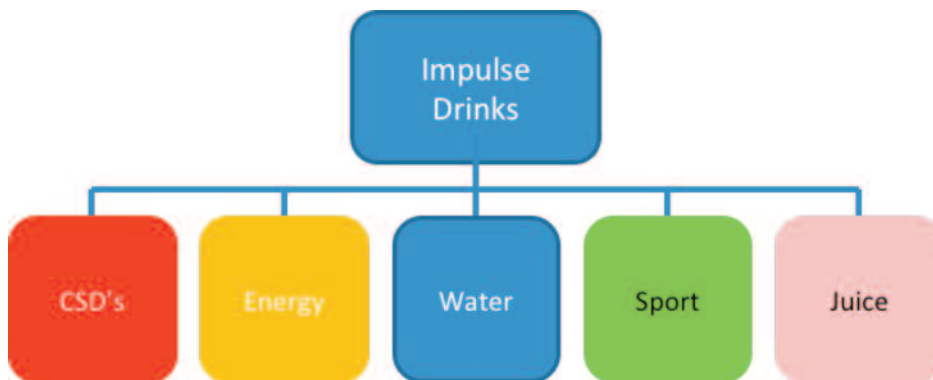 Impulse
Drinks
CSD's
Energy
Water
Sport
Juice